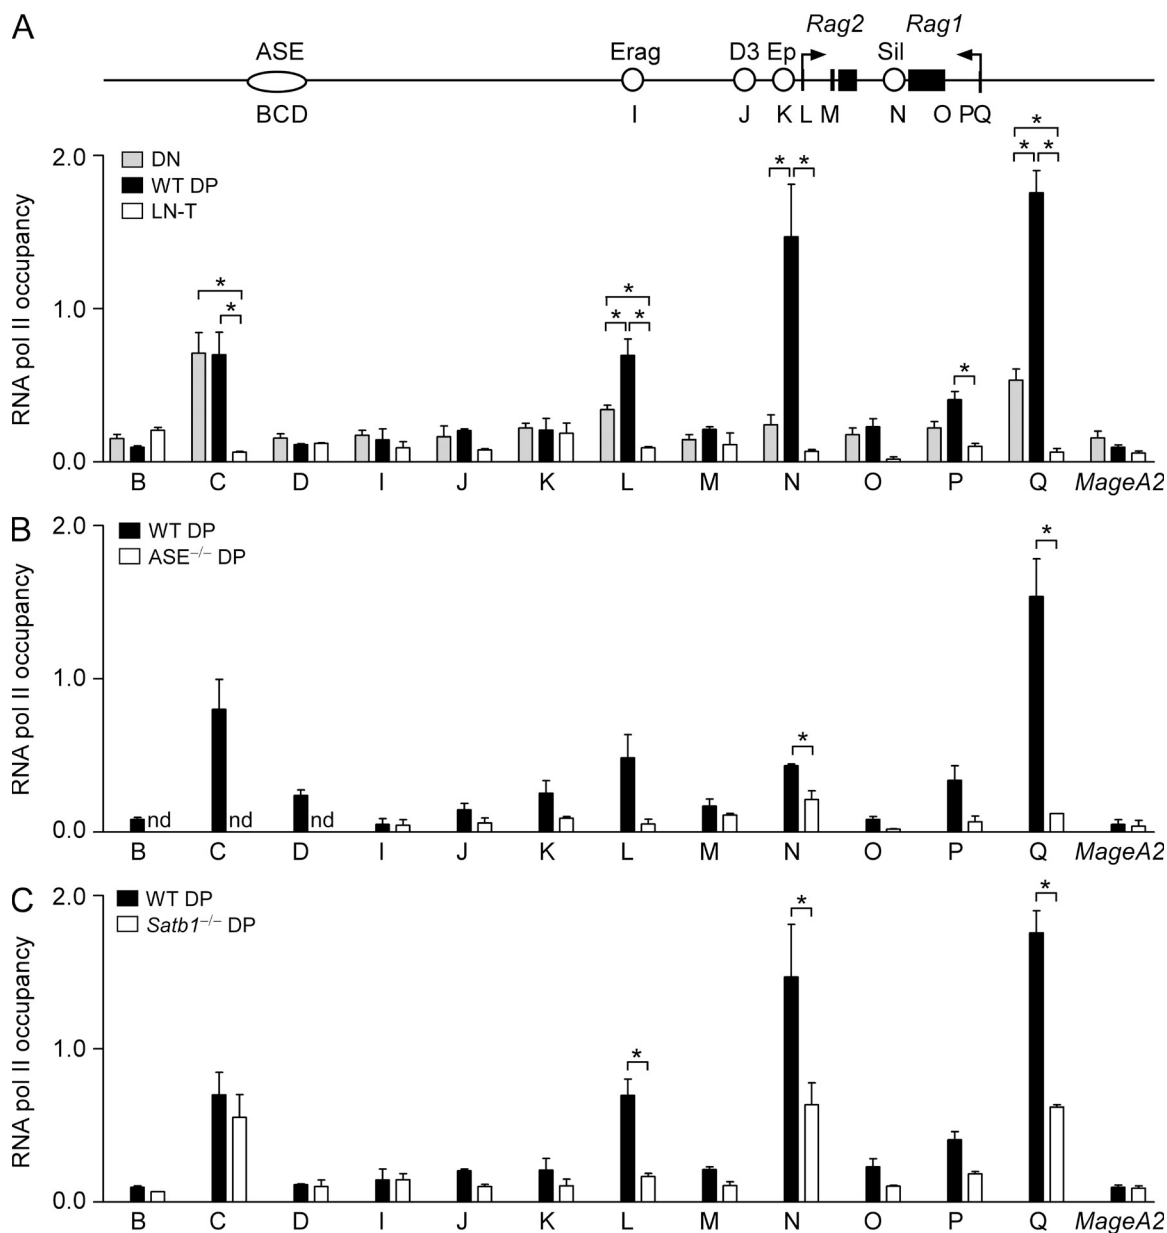 A
Rag2 Rag1
ASE Erag D3 Ep Sil
BCD I J K L M N O P Q
* * *
2.0
DN
WT DP
LN-T
* * * * * * * * *
RNA pol II occupancy
1.0
0.0
B C D I J K L M N O P Q MageA2
B
2.0
WT DP
ASE–/– DP
*
RNA pol II occupancy
1.0
*
nd nd nd
0.0
B C D I J K L M N O P Q MageA2
C
2.0
WT DP
Satb1–/– DP
* *
RNA pol II occupancy
1.0
*
0.0
B C D I J K L M N O P Q MageA2